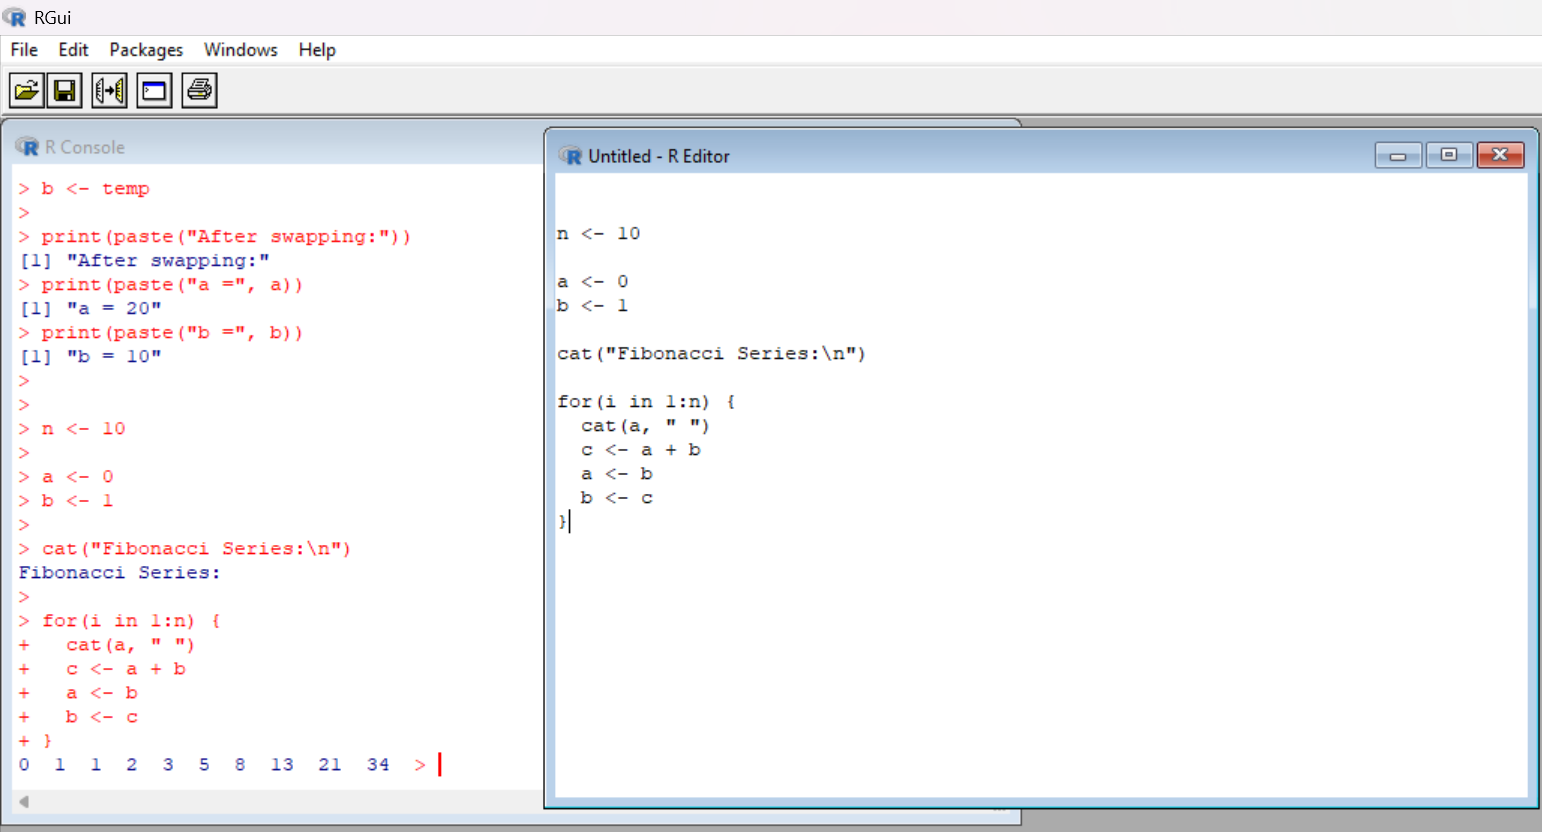 RGui
File Edit Packages Windows Help
R Console
> b <- temp
>
> print(paste("After swapping:"))
[1] "After swapping:"
> print(paste("a =", a))
[1] "a = 20"
> print(paste("b =", b))
[1] "b = 10"
>
>
> n <- 10
>
> a <- 0
> b <- 1
>
> cat("Fibonacci Series:\n")
Fibonacci Series:
>
> for(i in 1:n) {
+   cat(a, " ")
+   c <- a + b
+   a <- b
+   b <- c
+ }
0  1  1  2  3  5  8  13  21  34  >
Untitled - R Editor
n <- 10
a <- 0
b <- 1
cat("Fibonacci Series:\n")
for(i in 1:n) {
  cat(a, " ")
  c <- a + b
  a <- b
  b <- c
}